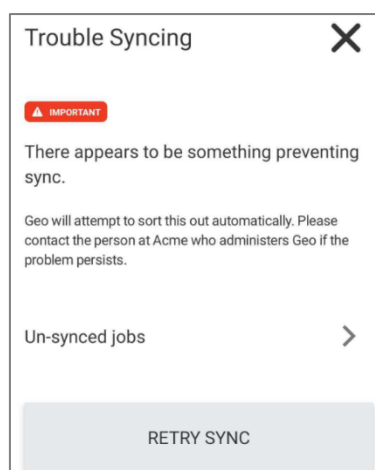 Trouble Syncing
IMPORTANT
There appears to be something preventing
sync.
Geo will attempt to sort this out automatically. Please
contact the person at Acme who administers Geo if the
problem persists.
Un-synced jobs
RETRY SYNC